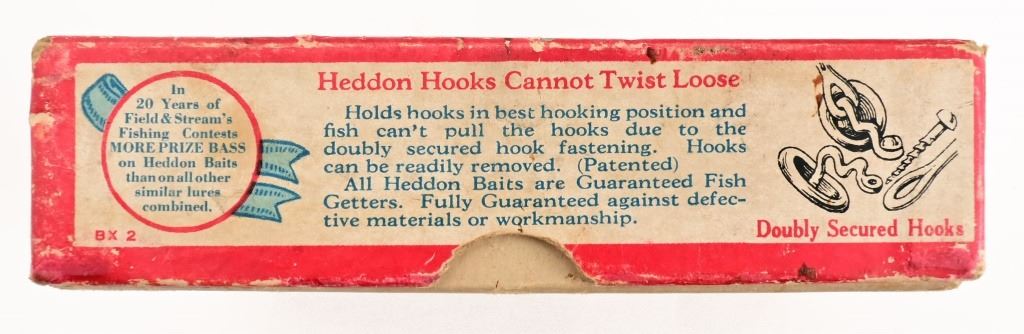 In
20 Years of
Field & Stream's
Fishing Contests
MORE PRIZE BASS
on Heddon Baits
than on all other
similar lures
combined.
BX 2
Heddon Hooks Cannot Twist Loose
Holds hooks in best hooking position and
fish can't pull the hooks due to the
doubly secured hook fastening. Hooks
can be readily removed. (Patented)
All Heddon Baits are Guaranteed Fish
Getters. Fully Guaranteed against defec-
tive materials or workmanship.
Doubly Secured Hooks